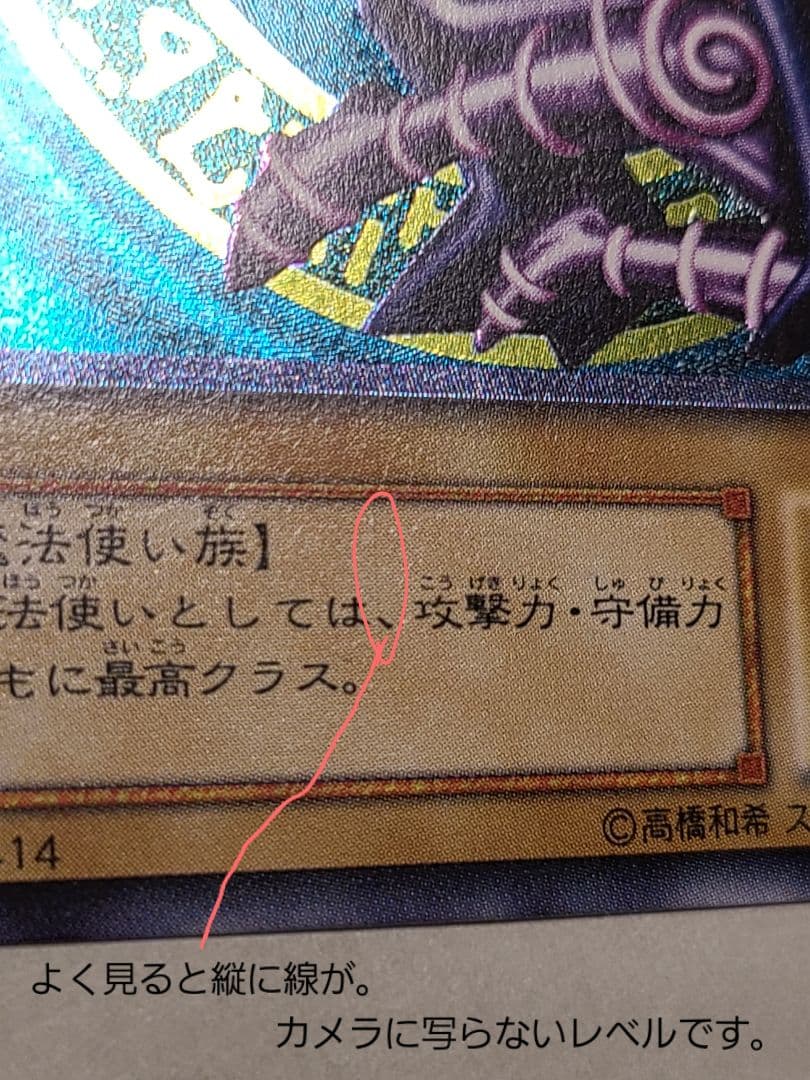 法使い族】
法使いとしては、攻撃力・守備力
もに最高クラス。
14
©高橋和希 ス
よく見ると縦に線が。
カメラに写らないレベルです。